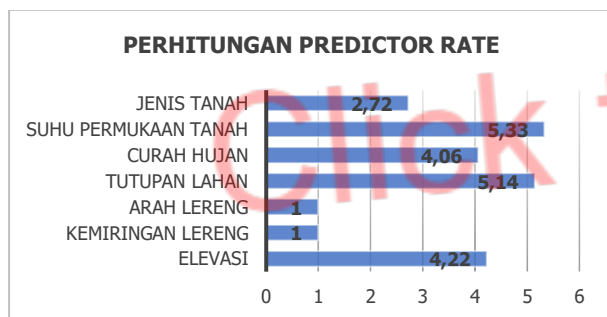 PERHITUNGAN PREDICTOR RATE
JENIS TANAH 2,72
SUHU PERMUKAAN TANAH 5,33
CURAH HUJAN 4,06
TUTUPAN LAHAN 5,14
ARAH LERENG 1
KEMIRINGAN LERENG 1
ELEVASI 4,22
0 1 2 3 4 5 6
Click